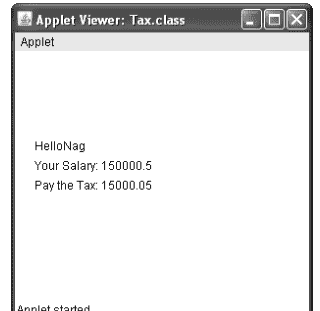 Applet Viewer: Tax.class
Applet
HelloNag
Your Salary: 150000.5
Pay the Tax: 15000.05
Applet started